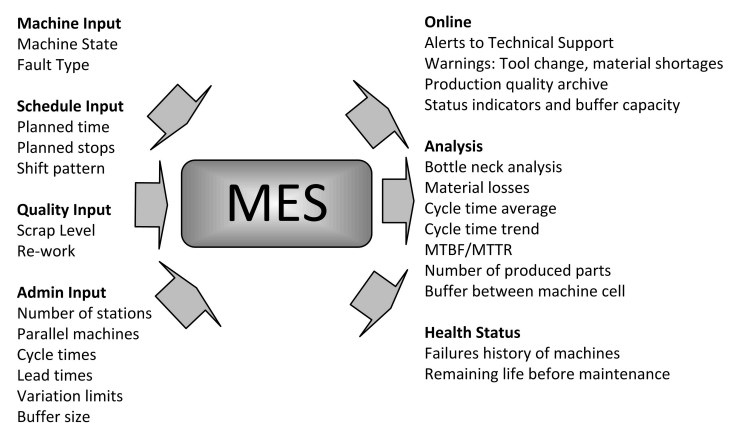 Machine Input
Machine State
Fault Type
Schedule Input
Planned time
Planned stops
Shift pattern
Quality Input
Scrap Level
Re-work
Admin Input
Number of stations
Parallel machines
Cycle times
Lead times
Variation limits
Buffer size
MES
Online
Alerts to Technical Support
Warnings: Tool change, material shortages
Production quality archive
Status indicators and buffer capacity
Analysis
Bottle neck analysis
Material losses
Cycle time average
Cycle time trend
MTBF/MTTR
Number of produced parts
Buffer between machine cell
Health Status
Failures history of machines
Remaining life before maintenance